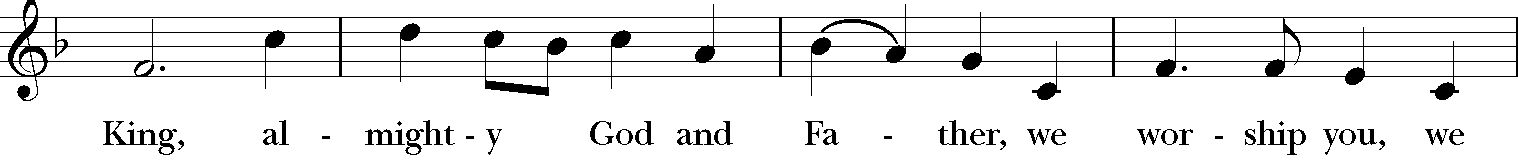 King, al - might - y God and Fa - ther, we wor - ship you, we